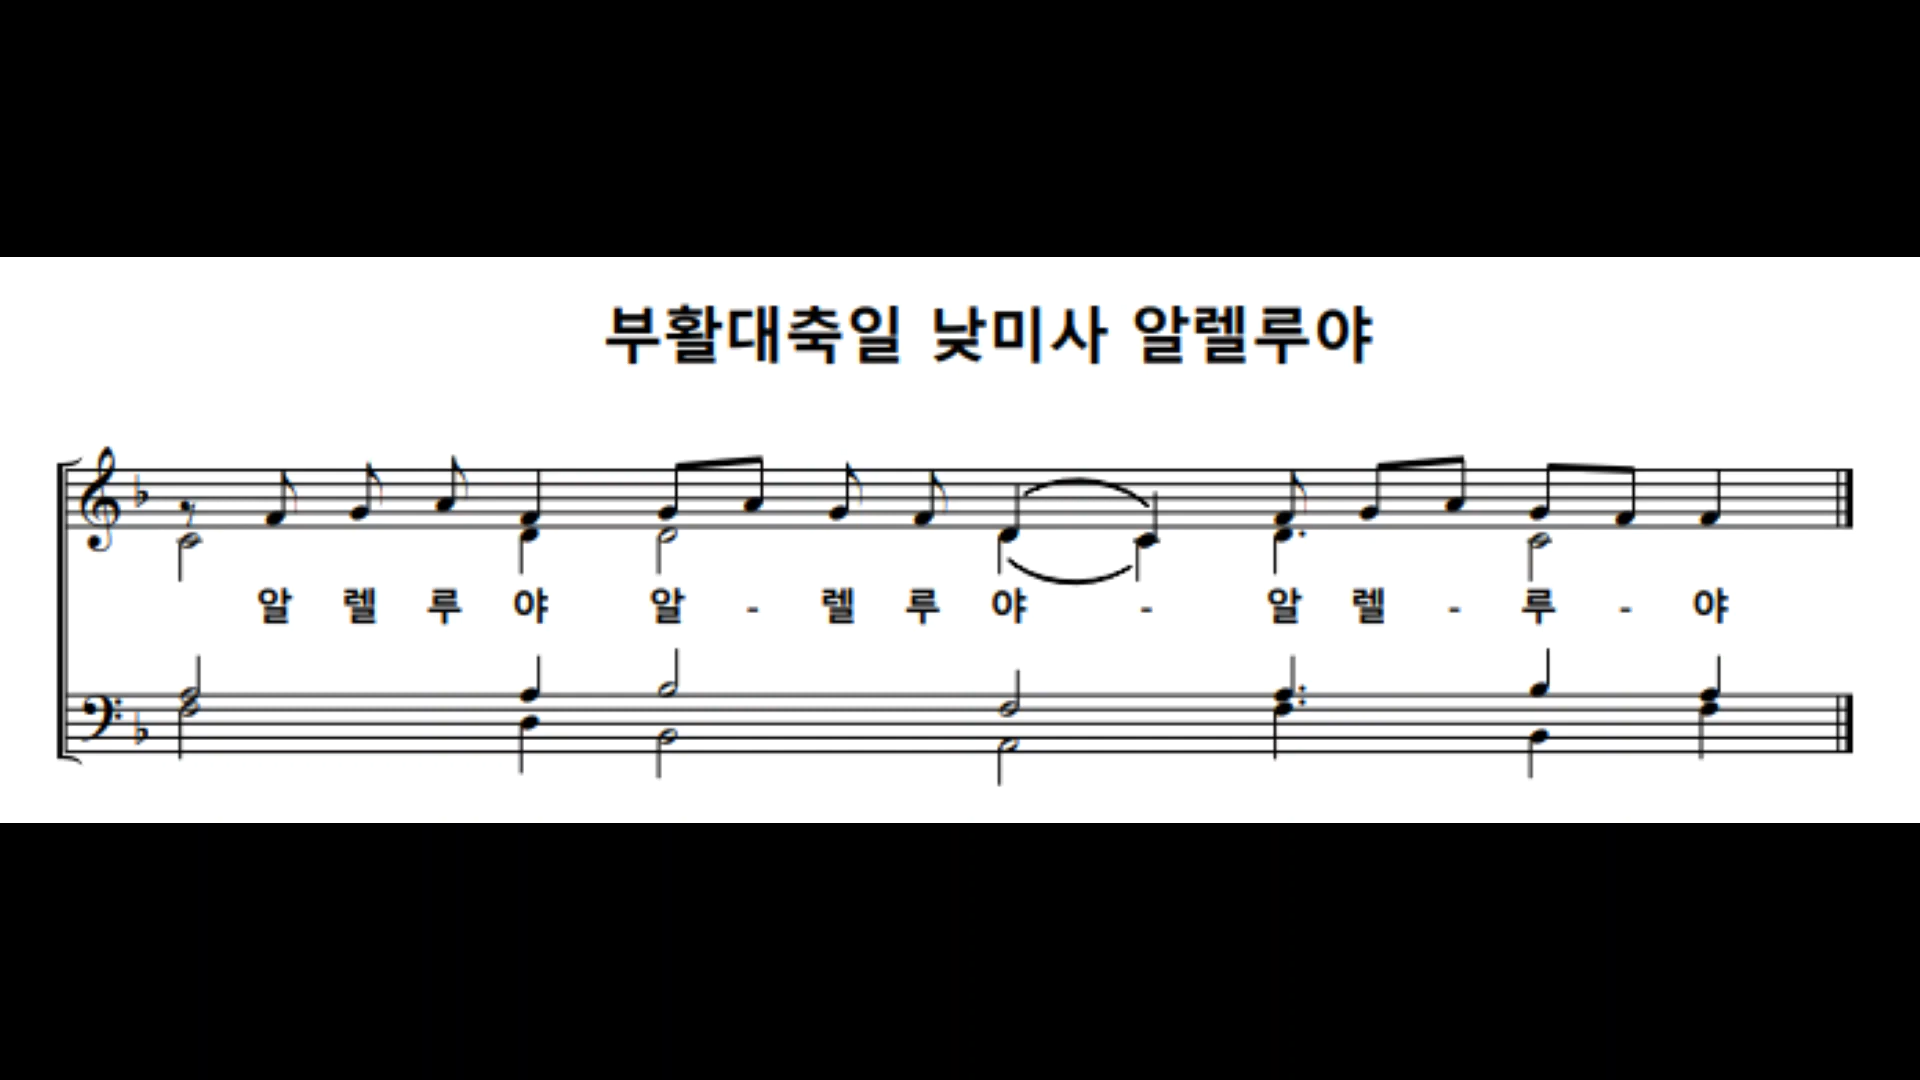 부활대축일 낮미사 알렐루야
알 렐 루 야 알 - 렐 루 야 - 알 렐 - 루 - 야